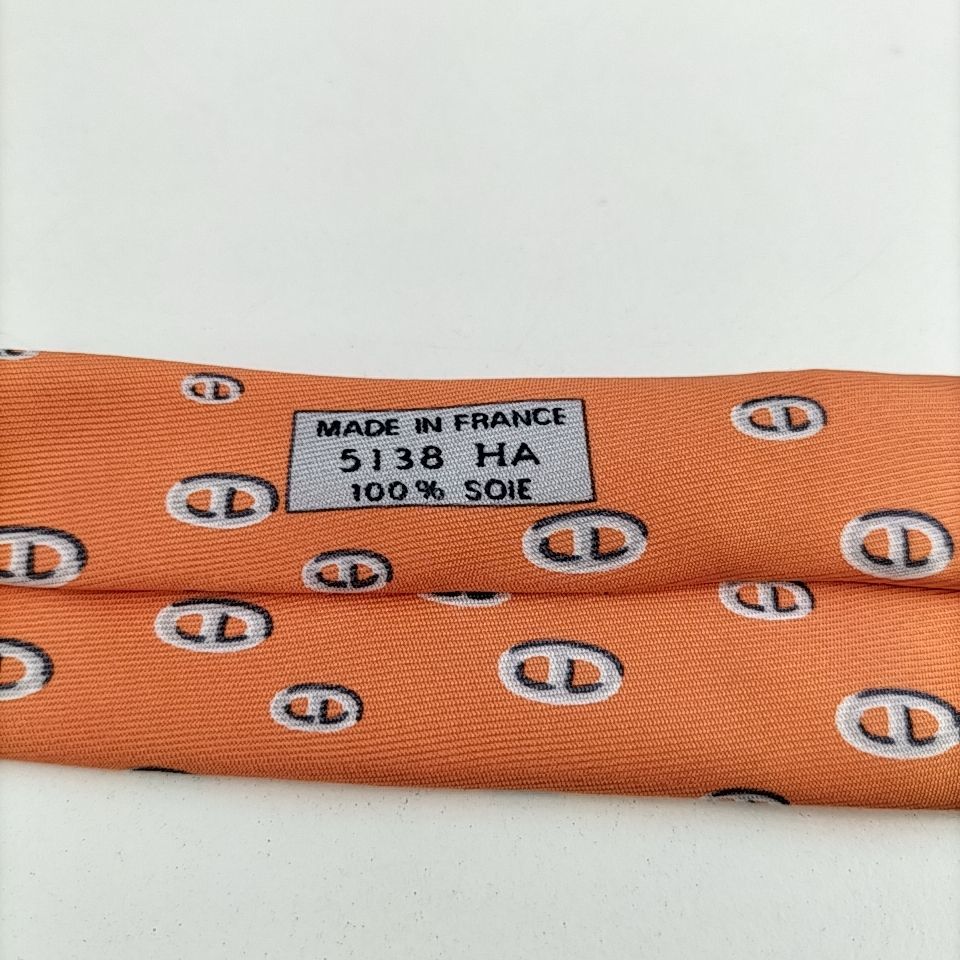 MADE IN FRANCE
5138 HA
100% SOIE